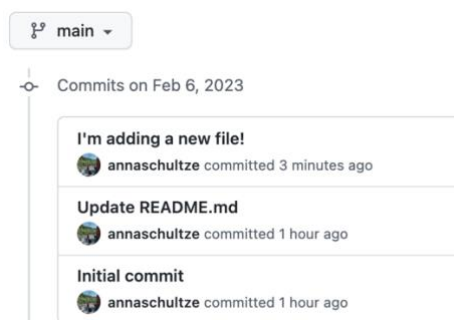 main
Commits on Feb 6, 2023
I'm adding a new file!
annaschultze committed 3 minutes ago
Update README.md
annaschultze committed 1 hour ago
Initial commit
annaschultze committed 1 hour ago